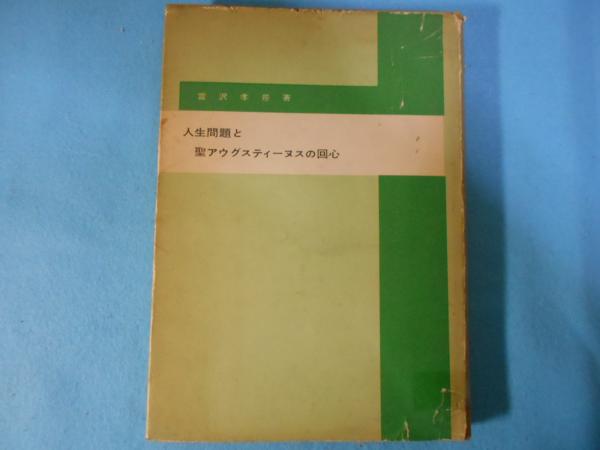 宮沢孝 著
人生問題と
聖アウグスティーヌスの回心